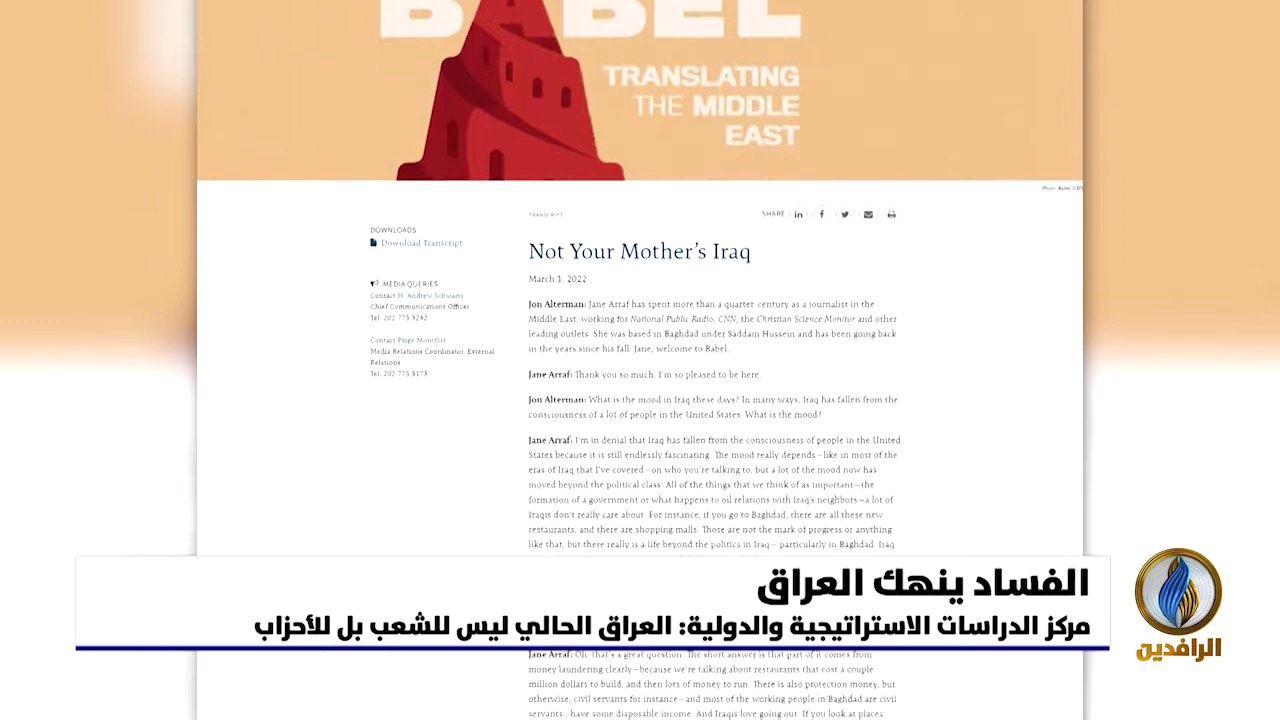 BABEL
TRANSLATING
THE MIDDLE
EAST
Photo: Babel/CSIS
TRANSCRIPT
SHARE
DOWNLOADS
Download Transcript
MEDIA QUERIES
Contact H. Andrew Schwartz
Chief Communications Officer
Tel: 202.775.3242
Contact Paige Montfort
Media Relations Coordinator, External
Relations
Tel: 202.775.3173
Not Your Mother's Iraq
March 1, 2022
Jon Alterman: Jane Arraf has spent more than a quarter-century as a journalist in the
Middle East, working for National Public Radio, CNN, the Christian Science Monitor and other
leading outlets. She was based in Baghdad under Saddam Hussein and has been going back
in the years since his fall. Jane, welcome to Babel.
Jane Arraf: Thank you so much. I'm so pleased to be here.
Jon Alterman: What is the mood in Iraq these days? In many ways, Iraq has fallen from the
consciousness of a lot of people in the United States. What is the mood?
Jane Arraf: I'm in denial that Iraq has fallen from the consciousness of people in the United
States because it is still endlessly fascinating. The mood really depends—like in most of the
eras of Iraq that I've covered—on who you're talking to, but a lot of the mood now has
moved beyond the political class. All of the things that we think of as important—the
formation of a government or what happens to oil relations with Iraq's neighbors—a lot of
Iraqis don't really care about. For instance, if you go to Baghdad, there are all these new
restaurants, and there are shopping malls. Those are not the mark of progress or anything
like that, but there really is a life beyond the politics in Iraq—particularly in Baghdad. Iraq
الفساد ينهك العراق
مركز الدراسات الاستراتيجية والدولية: العراق الحالي ليس للشعب بل للأحزاب
الرافدين
Jane Arraf: Oh, that's a great question. The short answer is that part of it comes from
money laundering clearly—because we're talking about restaurants that cost a couple
million dollars to build, and then lots of money to run. There is also protection money, but
otherwise, civil servants for instance—and most of the working people in Baghdad are civil
servants—have some disposable income. And Iraqis love going out. If you look at places